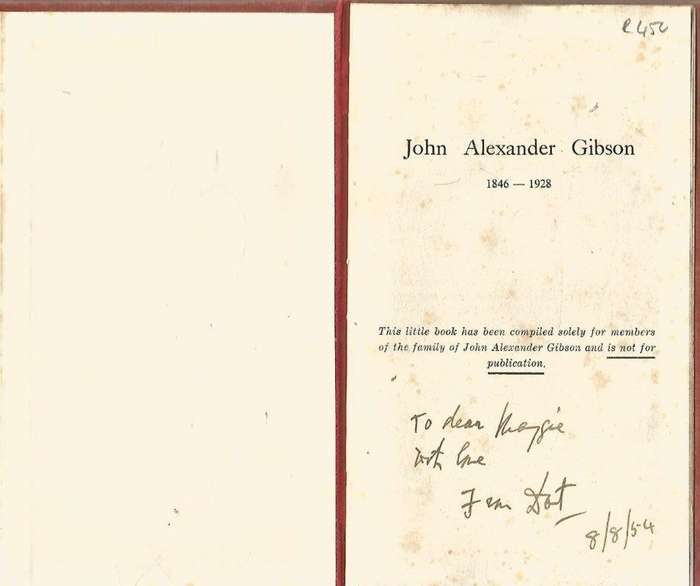 R450
John Alexander Gibson
1846 — 1928
This little book has been compiled solely for members
of the family of John Alexander Gibson and is not for
publication.
To dear Maggie
with love
From Dot
8/8/54